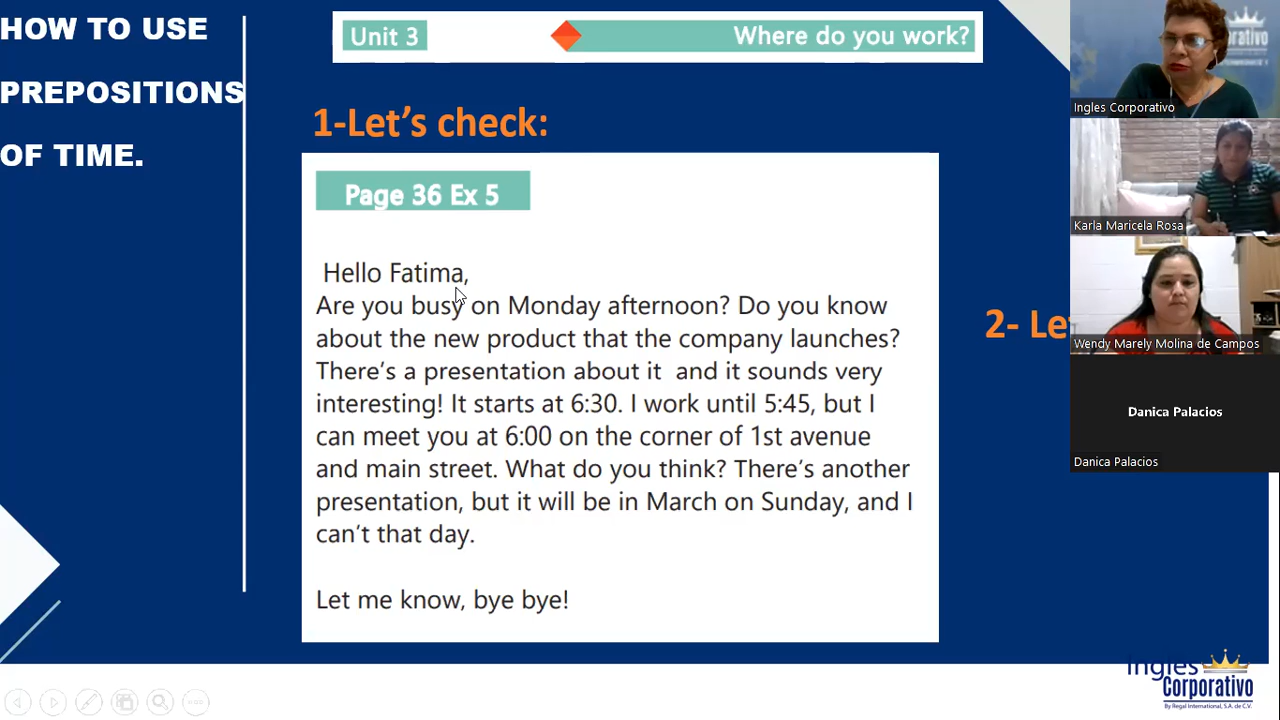 HOW TO USE
PREPOSITIONS
OF TIME.
Unit 3
Where do you work?
1-Let's check:
Page 36 Ex 5
Hello Fatima,
Are you busy on Monday afternoon? Do you know
about the new product that the company launches?
There's a presentation about it and it sounds very
interesting! It starts at 6:30. I work until 5:45, but I
can meet you at 6:00 on the corner of 1st avenue
and main street. What do you think? There's another
presentation, but it will be in March on Sunday, and I
can't that day.
Let me know, bye bye!
2- Le
Ingles Corporativo
Karla Maricela Rosa
Wendy Marely Molina de Campos
Danica Palacios
Danica Palacios
Ingles
Corporativo
By Regal International, S.A. de C.V.